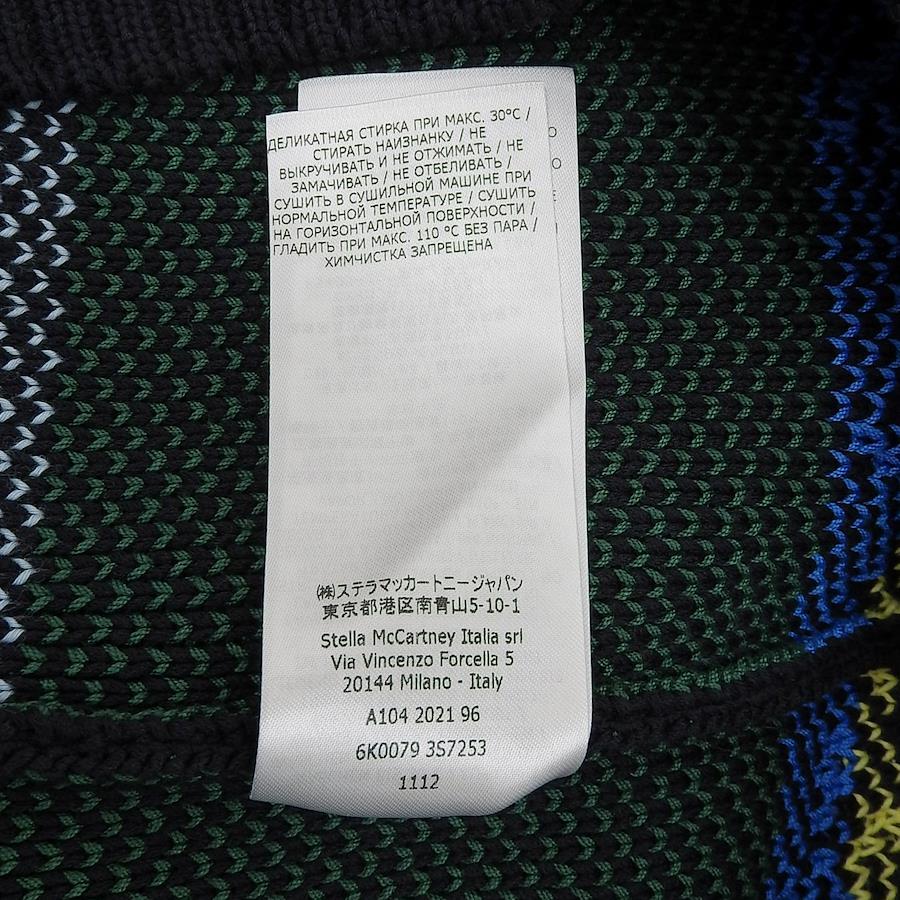 ДЕЛИКАТНАЯ СТИРКА ПРИ МАКС. 30°C /
СТИРАТЬ НАИЗНАНКУ / НЕ
ВЫКРУЧИВАТЬ И НЕ ОТЖИМАТЬ / НЕ
ЗАМАЧИВАТЬ / НЕ ОТБЕЛИВАТЬ /
СУШИТЬ В СУШИЛЬНОЙ МАШИНЕ ПРИ
НОРМАЛЬНОЙ ТЕМПЕРАТУРЕ / СУШИТЬ
НА ГОРИЗОНТАЛЬНОЙ ПОВЕРХНОСТИ /
ГЛАДИТЬ ПРИ МАКС. 110 °C БЕЗ ПАРА /
ХИМЧИСТКА ЗАПРЕЩЕНА
㈱ステラマッカートニージャパン
東京都港区南青山5-10-1
Stella McCartney Italia srl
Via Vincenzo Forcella 5
20144 Milano - Italy
A104 2021 96
6K0079 3S7253
1112